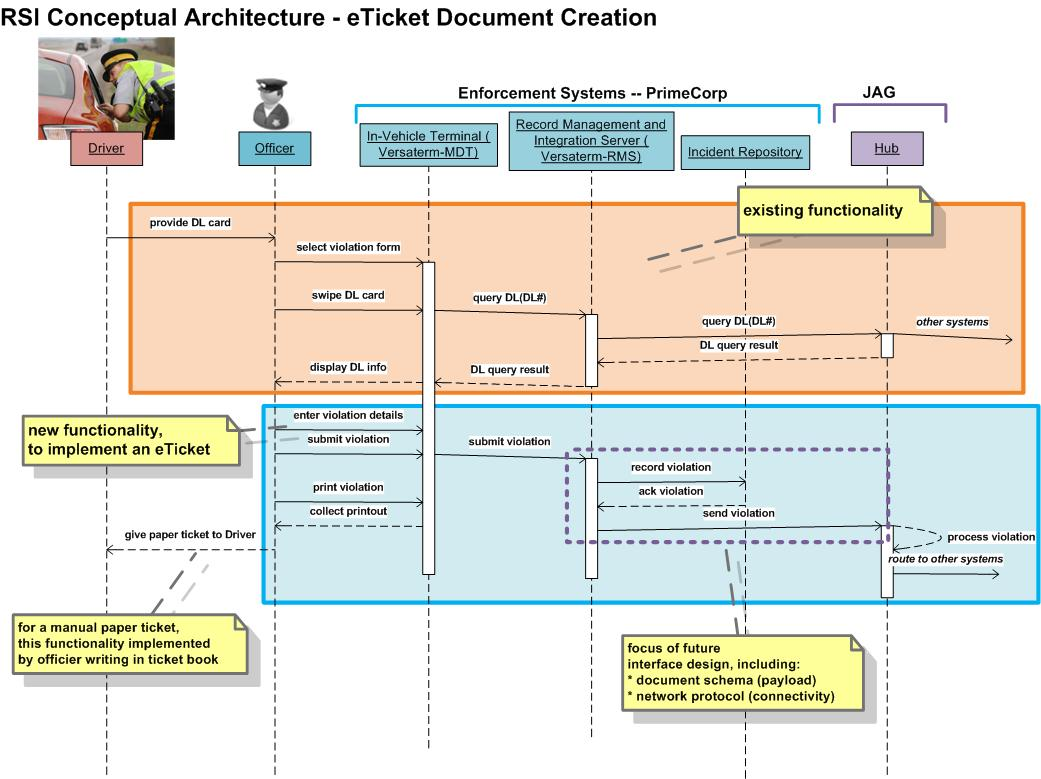 RSI Conceptual Architecture - eTicket Document Creation
Enforcement Systems -- PrimeCorp
JAG
Driver
Officer
In-Vehicle Terminal (
Versaterm-MDT)
Record Management and
Integration Server (
Versaterm-RMS)
Incident Repository
Hub
existing functionality
provide DL card
select violation form
swipe DL card
query DL(DL#)
query DL(DL#)
other systems
DL query result
display DL info
DL query result
new functionality,
to implement an eTicket
enter violation details
submit violation
submit violation
record violation
print violation
ack violation
collect printout
send violation
give paper ticket to Driver
process violation
route to other systems
for a manual paper ticket,
this functionality implemented
by officier writing in ticket book
focus of future
interface design, including:
* document schema (payload)
* network protocol (connectivity)